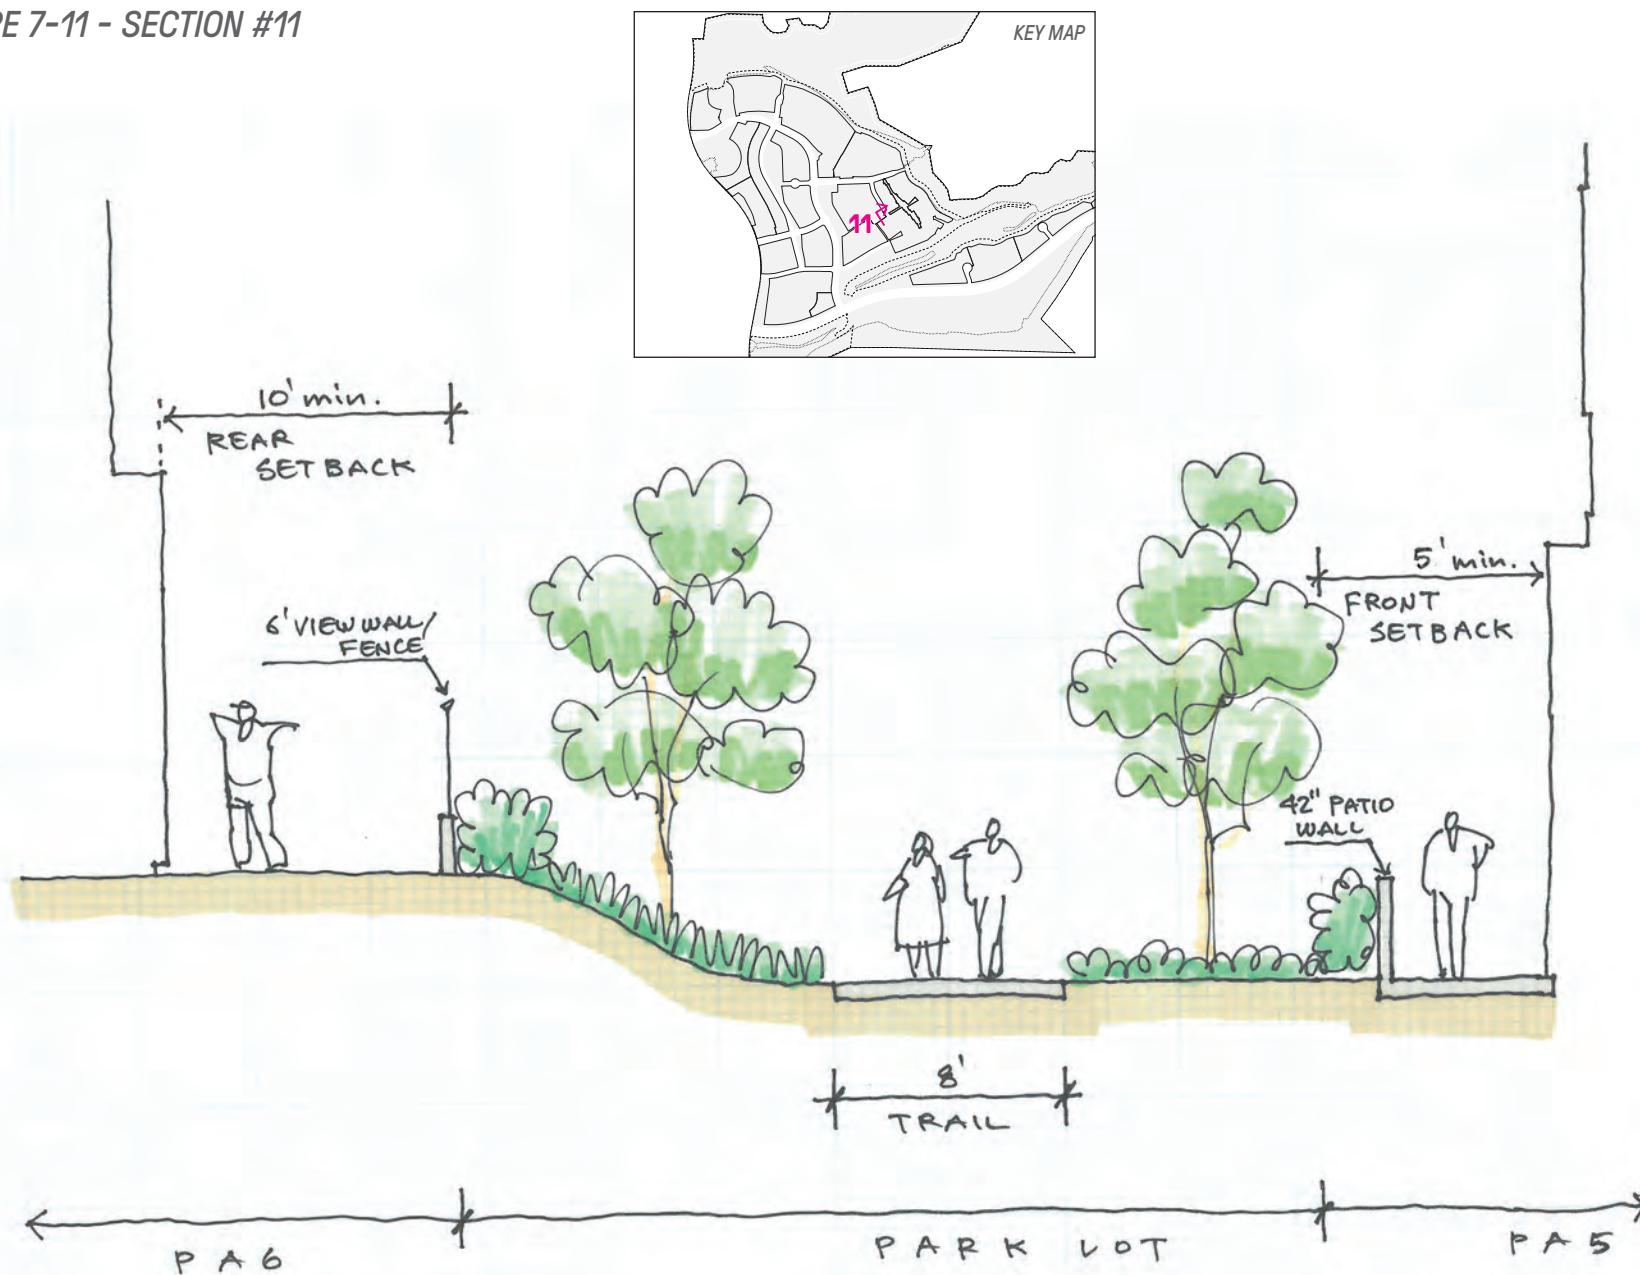 RE 7-11 - SECTION #11
KEY MAP
11
10' min.
REAR
SETBACK
6' VIEW WALL/
FENCE
5' min.
FRONT
SETBACK
42" PATIO
WALL
8'
TRAIL
PA6
PARK LOT
PA5